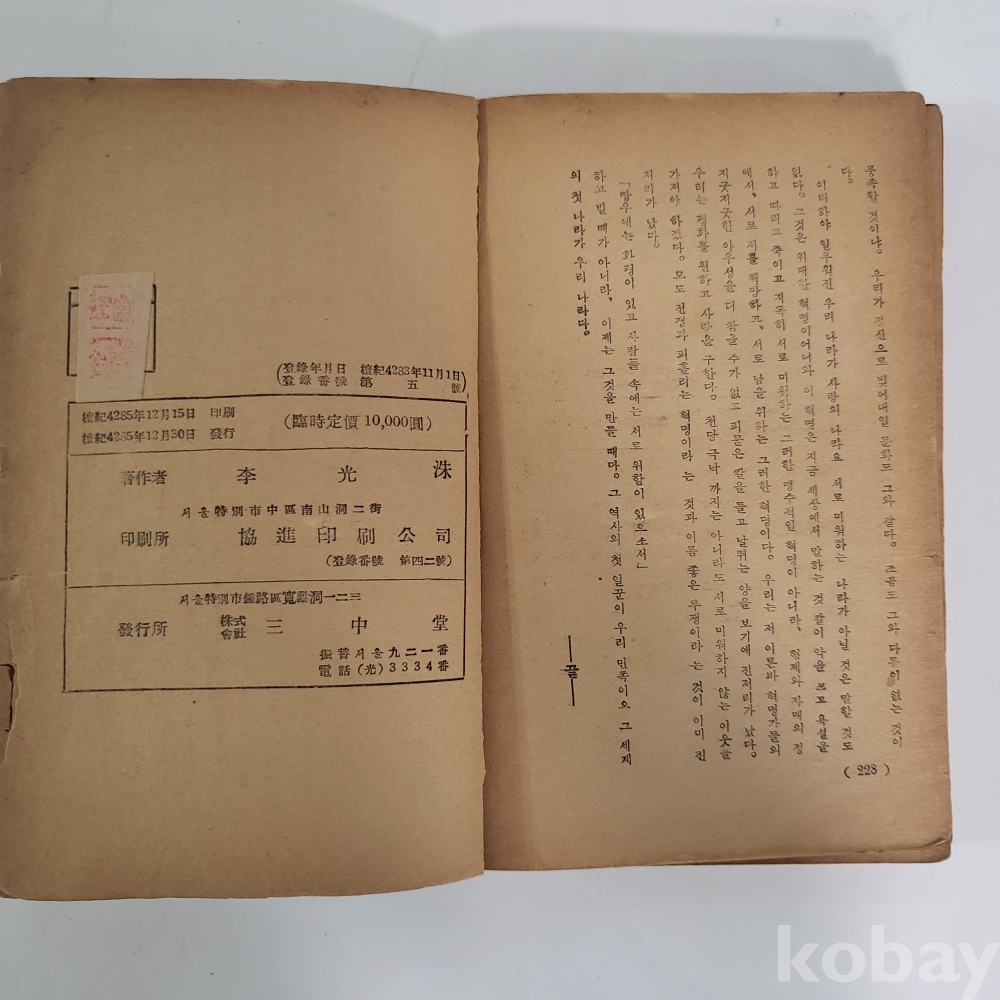 (登錄年月日 檀紀4283年11月1日)
(登錄番號 第五號)
檀紀4285年12月15日 印刷
檀紀4285年12月30日 發行
(臨時定價 10,000圓)
著作者 李光洙
서울特別市中區南山洞二街
印刷所 協進印刷公司
(登錄番號 第四二號)
서울特別市鍾路區寬勳洞一二三
發行所 株式會社 三中堂
振替서울九二一番
電話(光)3334番
풍족할 것이냐。 우리가 정신으로 빚어내일 문화도 그와 같다。 조곰도 그와 다름이 없는 것이
다。
이리하야 일우워진 우리 나라가 사랑의 나라요 서로 미워하는 나라가 아닐 것은 말할 것도
없다。 그것은 위대한 혁명이어니와 이 혁명은 지금 세상에서 말하는 것 같이 악을 쓰고 욕설을
하고 따리고 죽이고 지독히 서로 미워하는 그러한 맹수적인 혁명이 아니라、 형제와 자매의 정
에서、 서로 저를 책망하고、 서로 남을 위하는 그러한 혁명이다。 우리는 저 이른바 혁명가들의
지긋지긋한 아우성을 더 참을 수가 없고 피묻은 칼을 들고 날뛰는 양을 보기에 진저리가 났다。
우리는 평화를 원하고 사랑을 구한다。 천당 극낙 까지는 아니라도 서로 미워하지 않는 이웃을
가져야 하겠다。 모도 전쟁과 피흘리는 혁명이라 는 것과 이름 좋은 투쟁이라 는 것이 이미 진
저리가 났다。
「땅우에는 화평이 있고 사람들 속에는 서로 위함이 있으소서」
하고 빌 때가 아니라、 이제는 그것을 만들 때다。 그 역사의 첫 일꾼이 우리 민족이오 그 세계
의 첫 나라가 우리 나라다。
―끝―
(228)
kobay